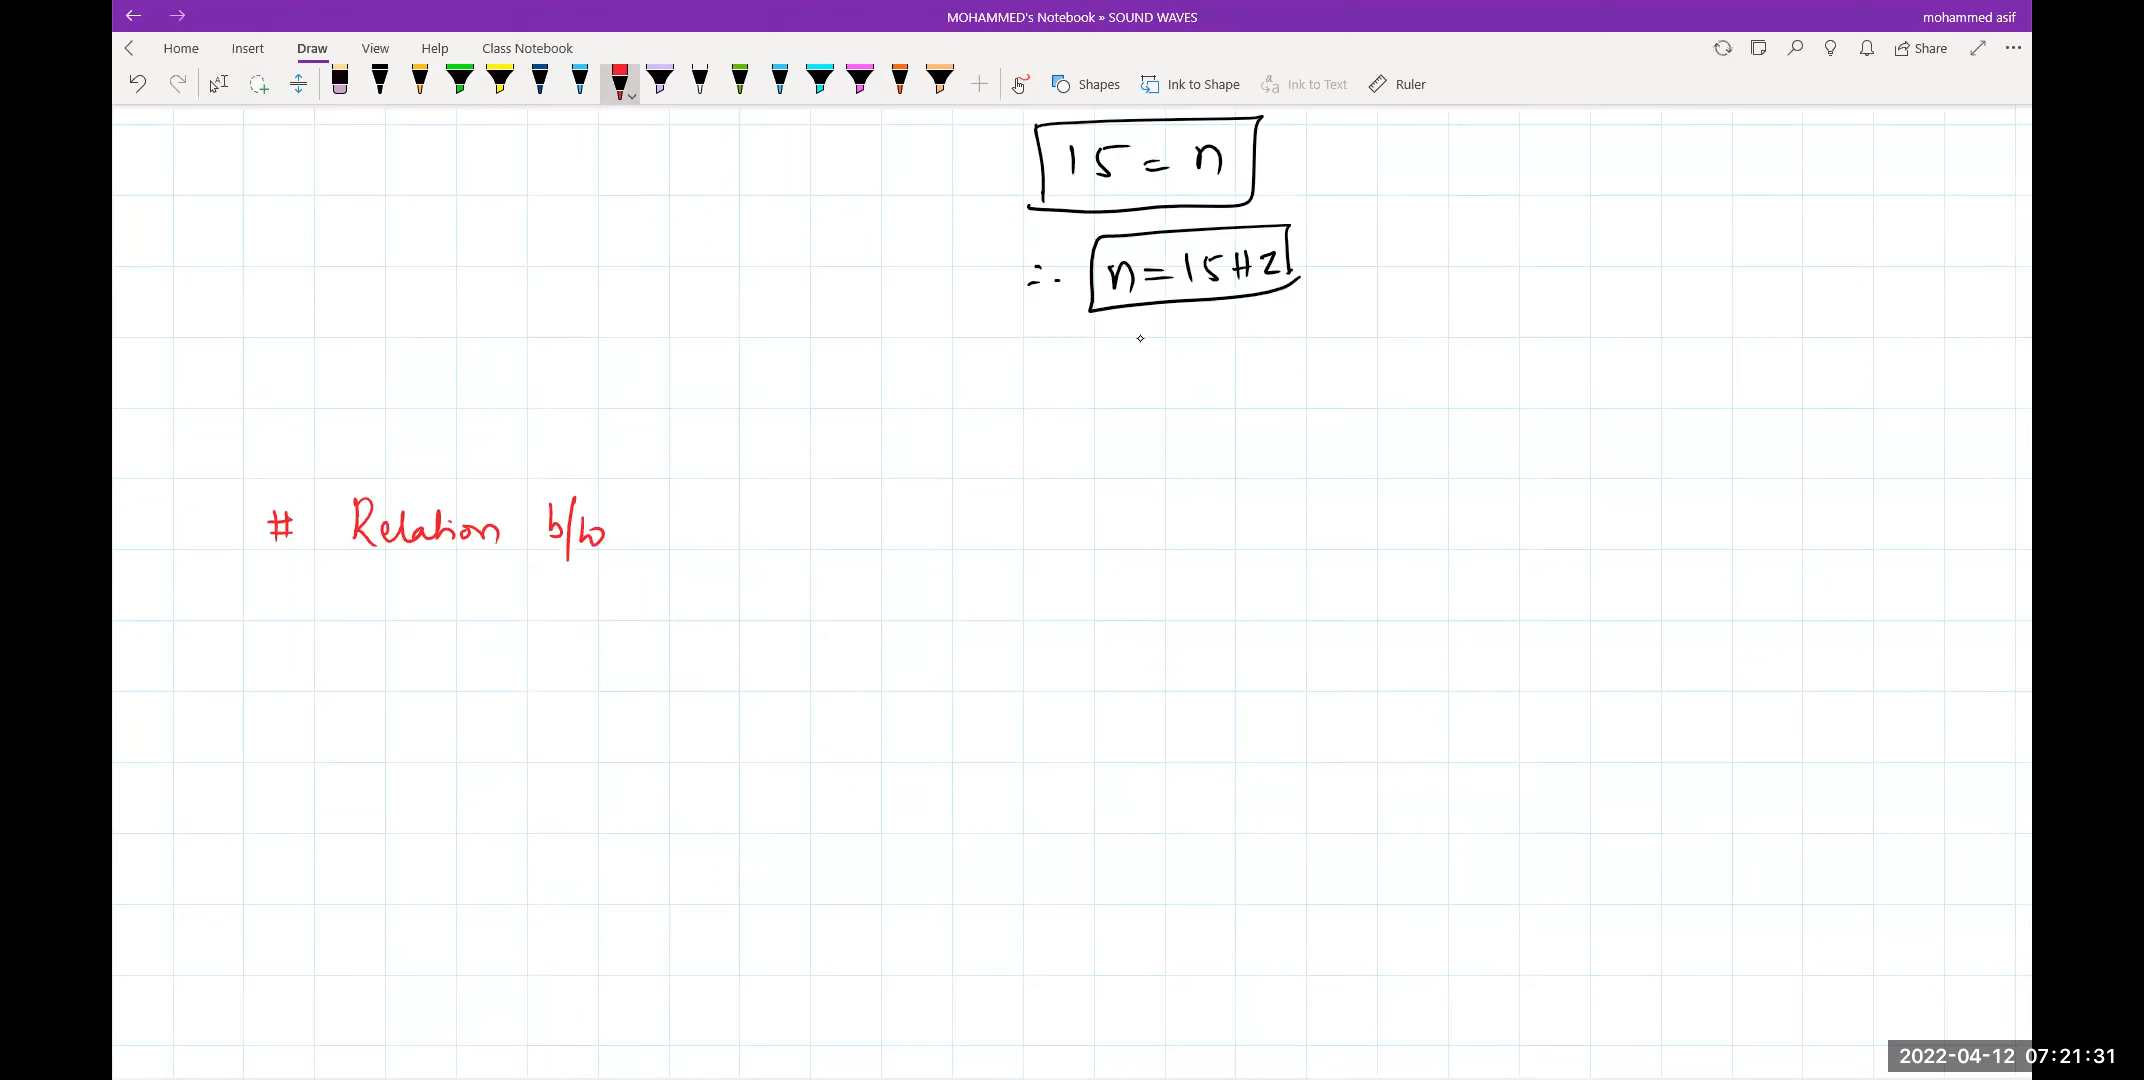 MOHAMMED's Notebook » SOUND WAVES
mohammed asif
Home Insert Draw View Help Class Notebook
Share
Shapes Ink to Shape Ink to Text Ruler
15 = n
∴ n = 15Hz
# Relation b/w
2022-04-12 07:21:31